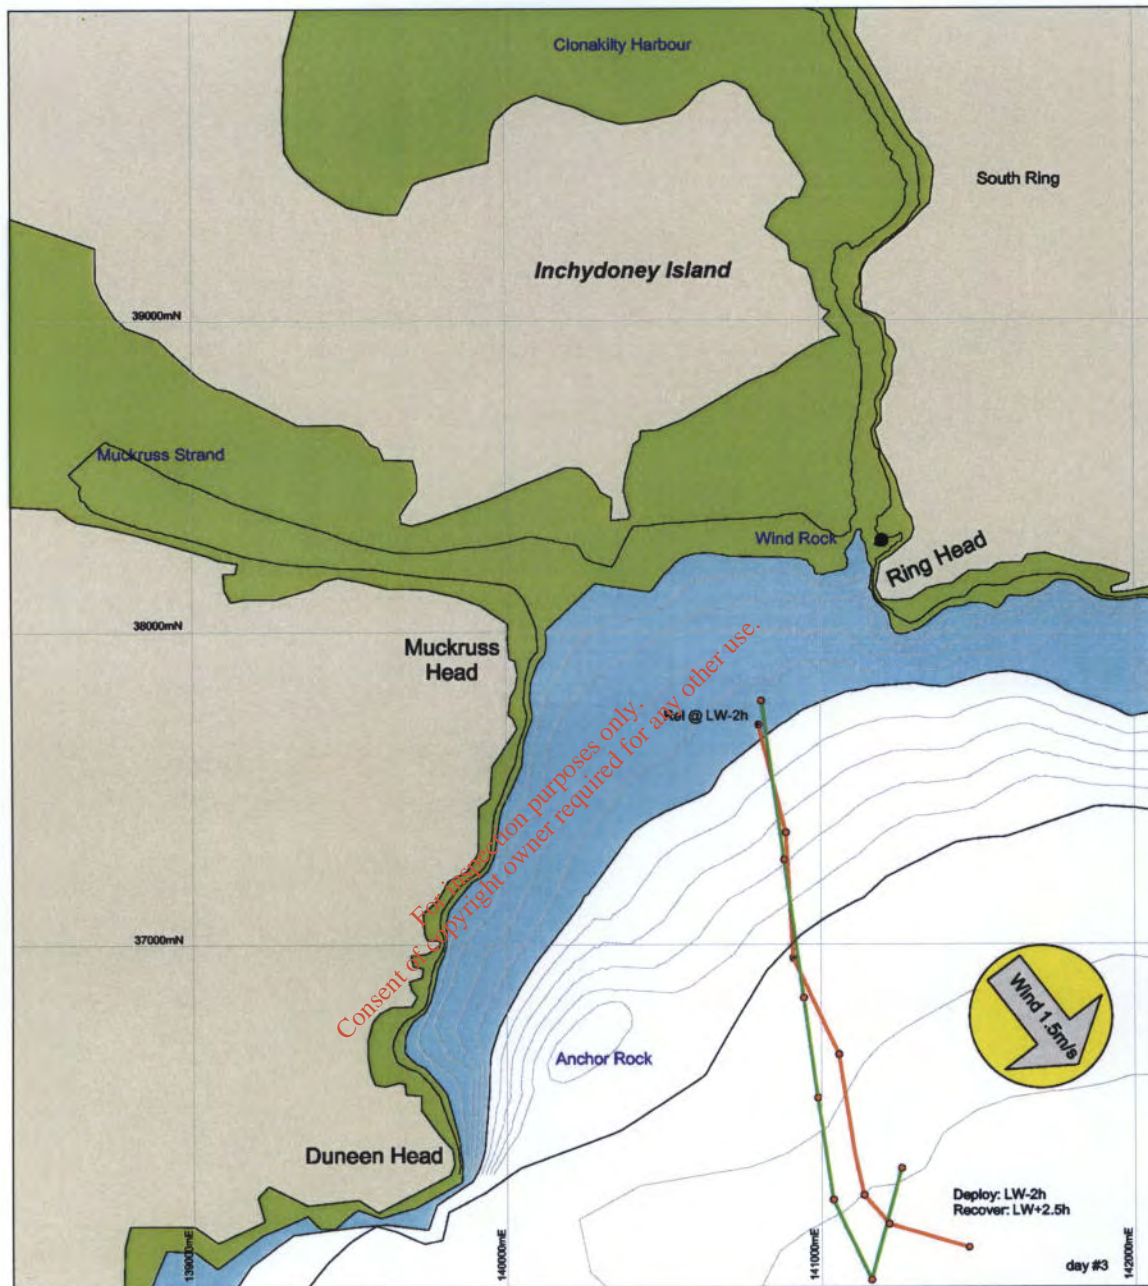 Clonakilty Harbour
South Ring
Inchydoney Island
39000mN
Muckruss Strand
Wind Rock
Ring Head
38000mN
Muckruss
Head
Rel @ LW-2h
For inspection purposes only.
Consent of copyright owner required for any other use.
37000mN
Wind 1.5m/s
Anchor Rock
Duneen Head
Deploy: LW-2h
Recover: LW+2.5h
139000mE
140000mE
141000mE
142000mE
day #3